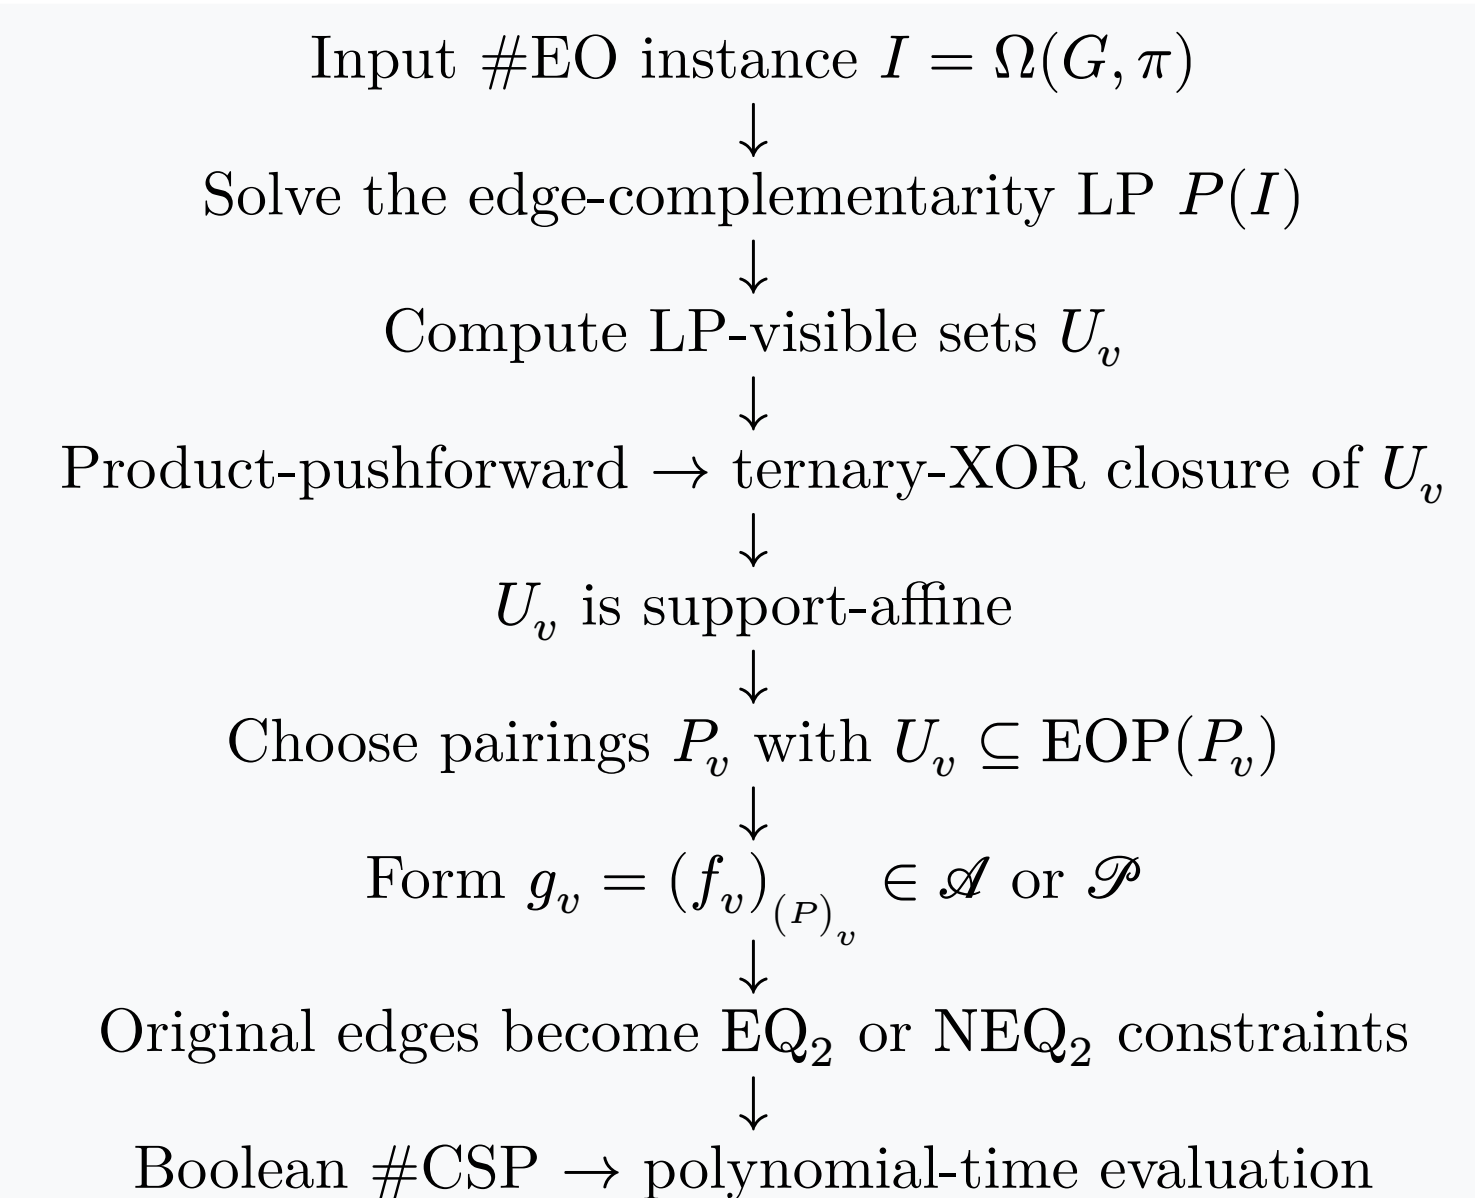 Input #EO instance I = Ω(G, π)
↓
Solve the edge-complementarity LP P(I)
↓
Compute LP-visible sets U_v
↓
Product-pushforward → ternary-XOR closure of U_v
↓
U_v is support-affine
↓
Choose pairings P_v with U_v ⊆ EOP(P_v)
↓
Form g_v = (f_v)_{(P)_v} ∈ 𝒜 or 𝒫
↓
Original edges become EQ₂ or NEQ₂ constraints
↓
Boolean #CSP → polynomial-time evaluation